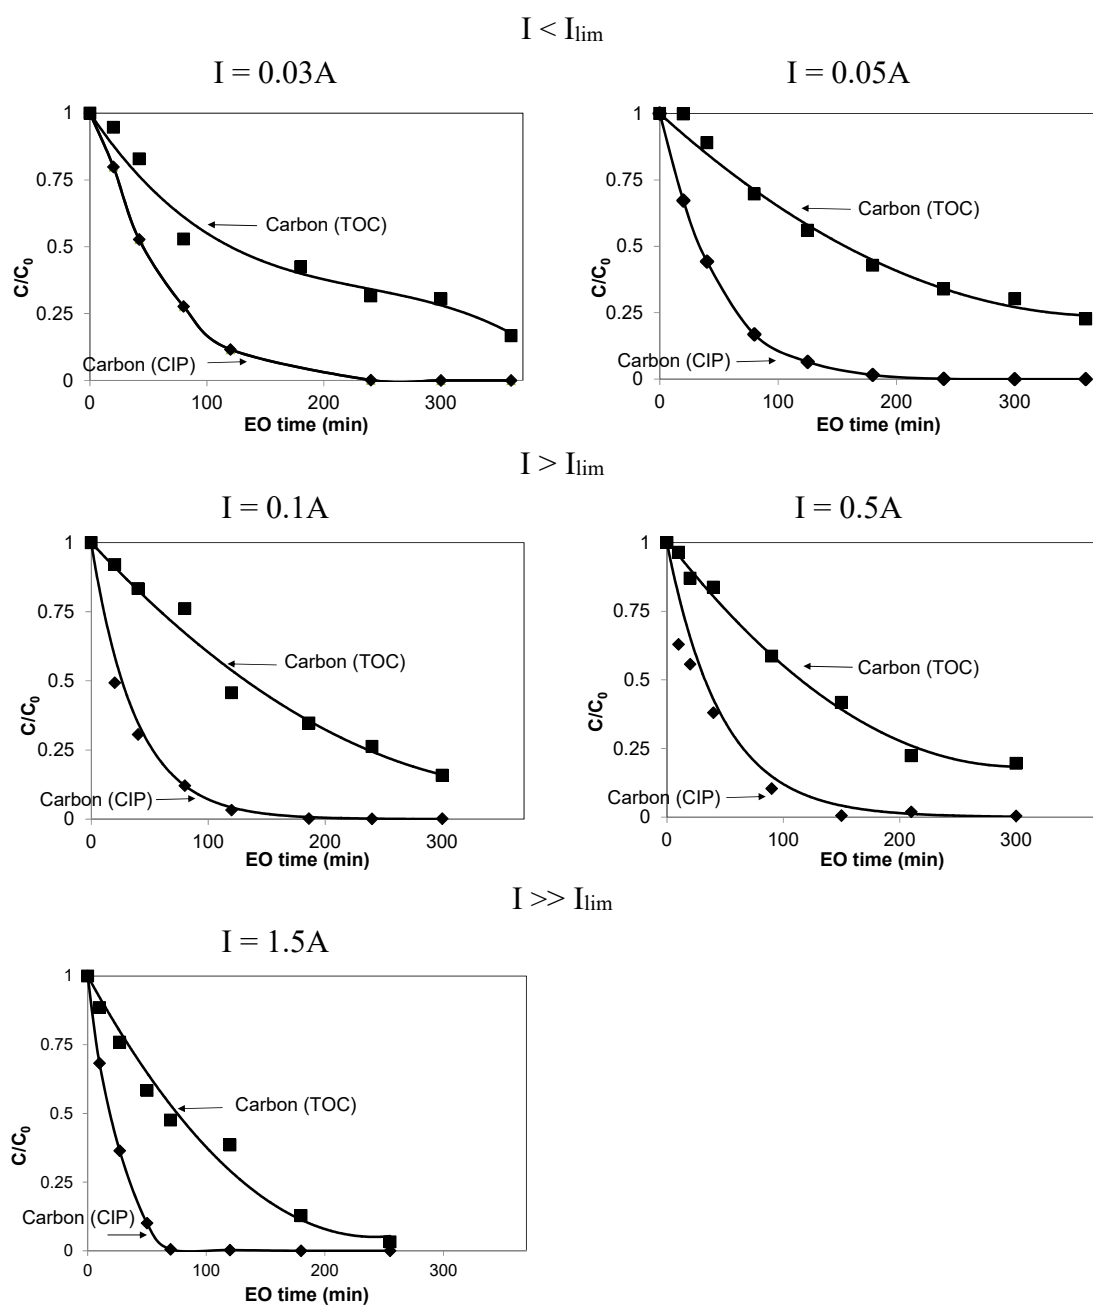 I < Ilim
I = 0.03A
1
0.75
0.5
0.25
0
C/C0
Carbon (TOC)
Carbon (CIP)
0 100 200 300
EO time (min)
I = 0.05A
1
0.75
0.5
0.25
0
C/C0
Carbon (TOC)
Carbon (CIP)
0 100 200 300
EO time (min)
I > Ilim
I = 0.1A
1
0.75
0.5
0.25
0
C/C0
Carbon (TOC)
Carbon (CIP)
0 100 200 300
EO time (min)
I = 0.5A
1
0.75
0.5
0.25
0
C/C0
Carbon (TOC)
Carbon (CIP)
0 100 200 300
EO time (min)
I >> Ilim
I = 1.5A
1
0.75
0.5
0.25
0
C/C0
Carbon (TOC)
Carbon (CIP)
0 100 200 300
EO time (min)